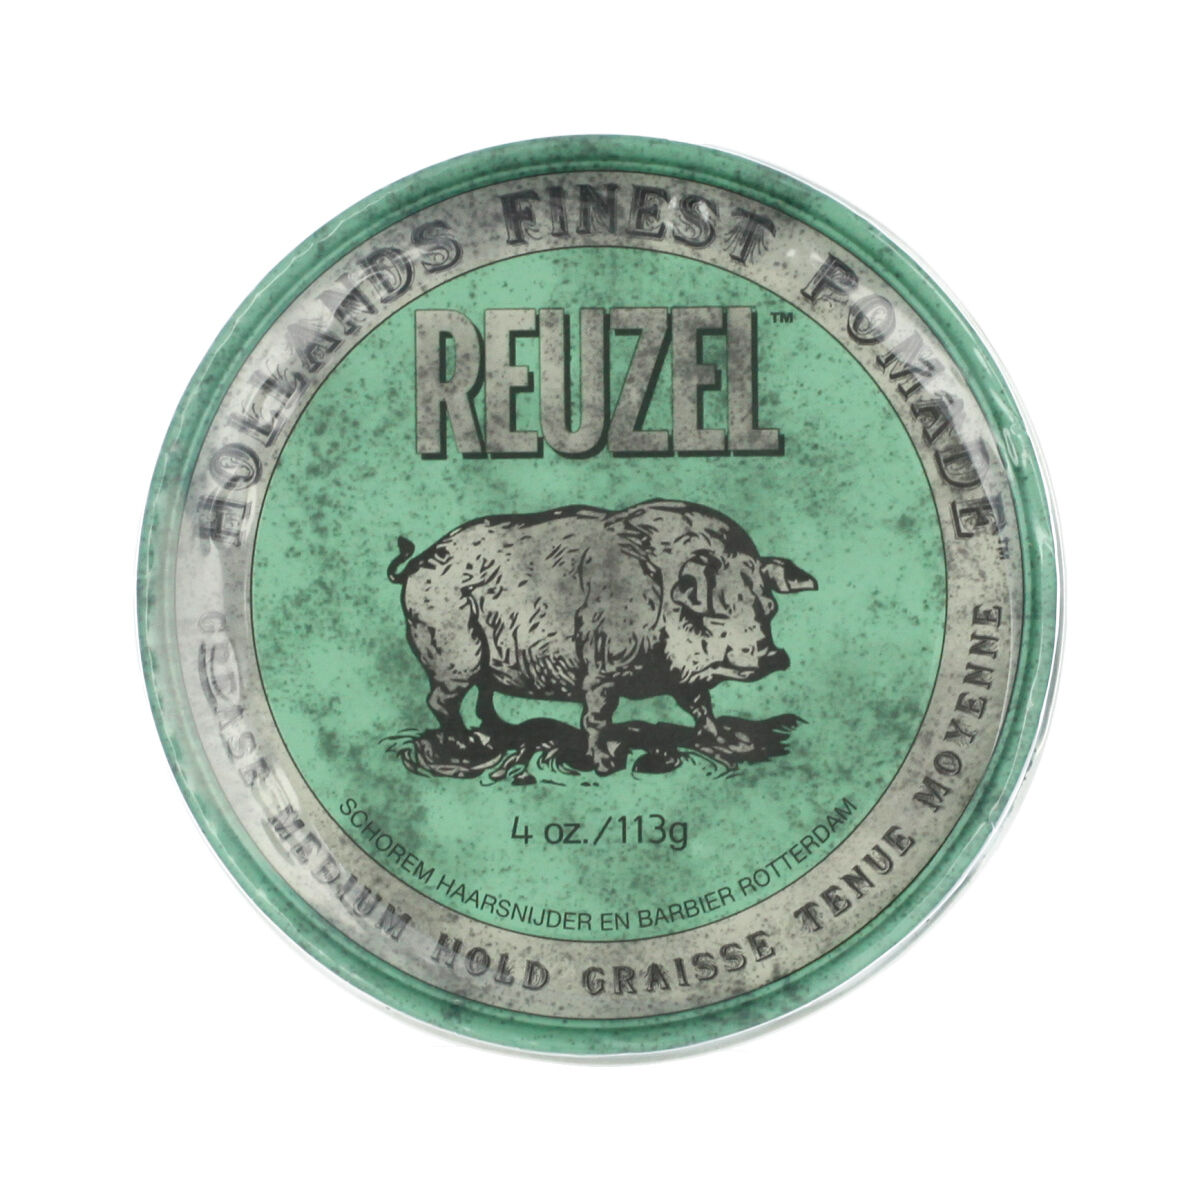 HOLLANDS FINEST POMADE™
REUZEL™
4 oz./113g
SCHOREM HAARSNIJDER EN BARBIER ROTTERDAM
GREASE MEDIUM HOLD GRAISSE TENUE MOYENNE